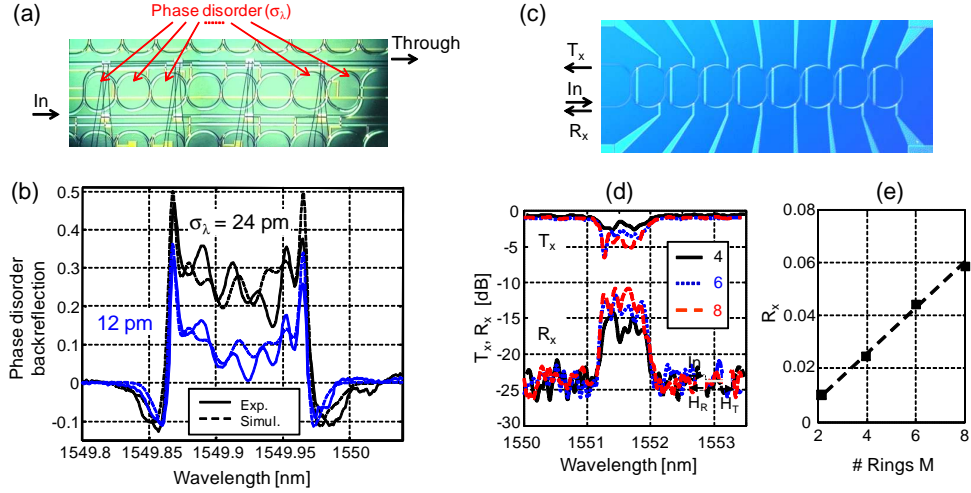 (a)
Phase disorder (σλ)
Through
In
(b)
Phase disorder
backreflection
0.5
0.4
0.3
0.2
0.1
0
-0.1
σλ = 24 pm
12 pm
Exp.
Simul.
1549.8 1549.85 1549.9 1549.95 1550
Wavelength [nm]
(c)
Tx
In
Rx
(d)
Tx, Rx [dB]
0
-5
-10
-15
-20
-25
-30
Tx
Rx
4
6
8
In
HR HT
1550 1551 1552 1553
Wavelength [nm]
(e)
Rx
0.08
0.06
0.04
0.02
0
2 4 6 8
# Rings M